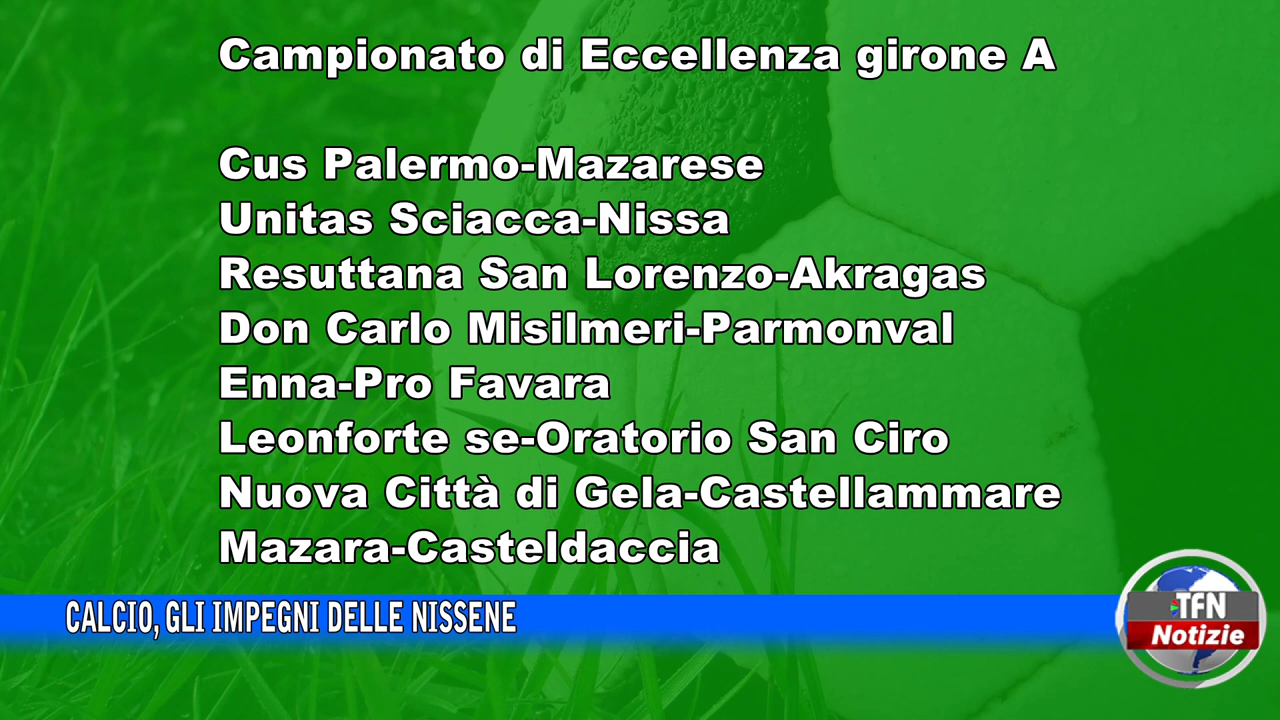 Campionato di Eccellenza girone A
Cus Palermo-Mazarese
Unitas Sciacca-Nissa
Resuttana San Lorenzo-Akragas
Don Carlo Misilmeri-Parmonval
Enna-Pro Favara
Leonforte se-Oratorio San Ciro
Nuova Città di Gela-Castellammare
Mazara-Casteldaccia
CALCIO, GLI IMPEGNI DELLE NISSENE
TFN
Notizie